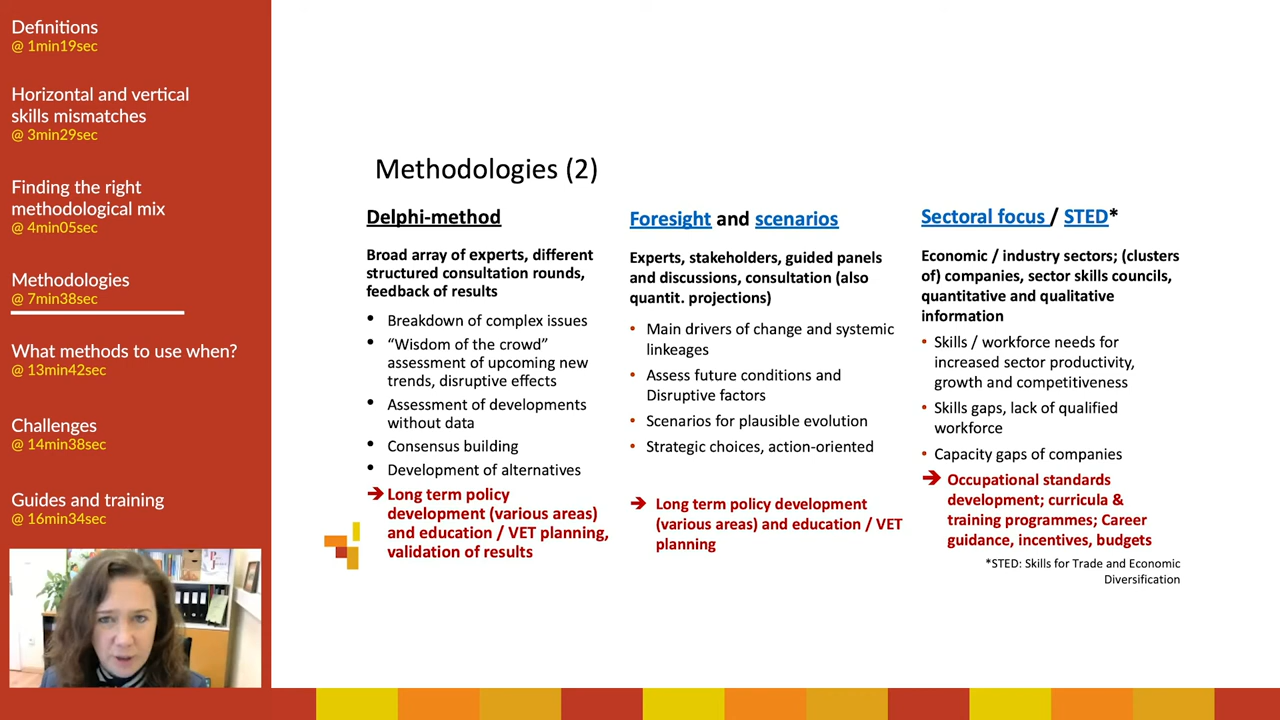 Definitions
@ 1min19sec
Horizontal and vertical
skills mismatches
@ 3min29sec
Finding the right
methodological mix
@ 4min05sec
Methodologies
@ 7min38sec
What methods to use when?
@ 13min42sec
Challenges
@ 14min38sec
Guides and training
@ 16min34sec
Methodologies (2)
Delphi-method
Broad array of experts, different
structured consultation rounds,
feedback of results
• Breakdown of complex issues
• “Wisdom of the crowd”
assessment of upcoming new
trends, disruptive effects
• Assessment of developments
without data
• Consensus building
• Development of alternatives
➔ Long term policy
development (various areas)
and education / VET planning,
validation of results
Foresight and scenarios
Experts, stakeholders, guided panels
and discussions, consultation (also
quantit. projections)
• Main drivers of change and systemic
linkeages
• Assess future conditions and
Disruptive factors
• Scenarios for plausible evolution
• Strategic choices, action-oriented
➔ Long term policy development
(various areas) and education / VET
planning
Sectoral focus / STED*
Economic / industry sectors; (clusters
of) companies, sector skills councils,
quantitative and qualitative
information
• Skills / workforce needs for
increased sector productivity,
growth and competitiveness
• Skills gaps, lack of qualified
workforce
• Capacity gaps of companies
➔ Occupational standards
development; curricula &
training programmes; Career
guidance, incentives, budgets
*STED: Skills for Trade and Economic
Diversification